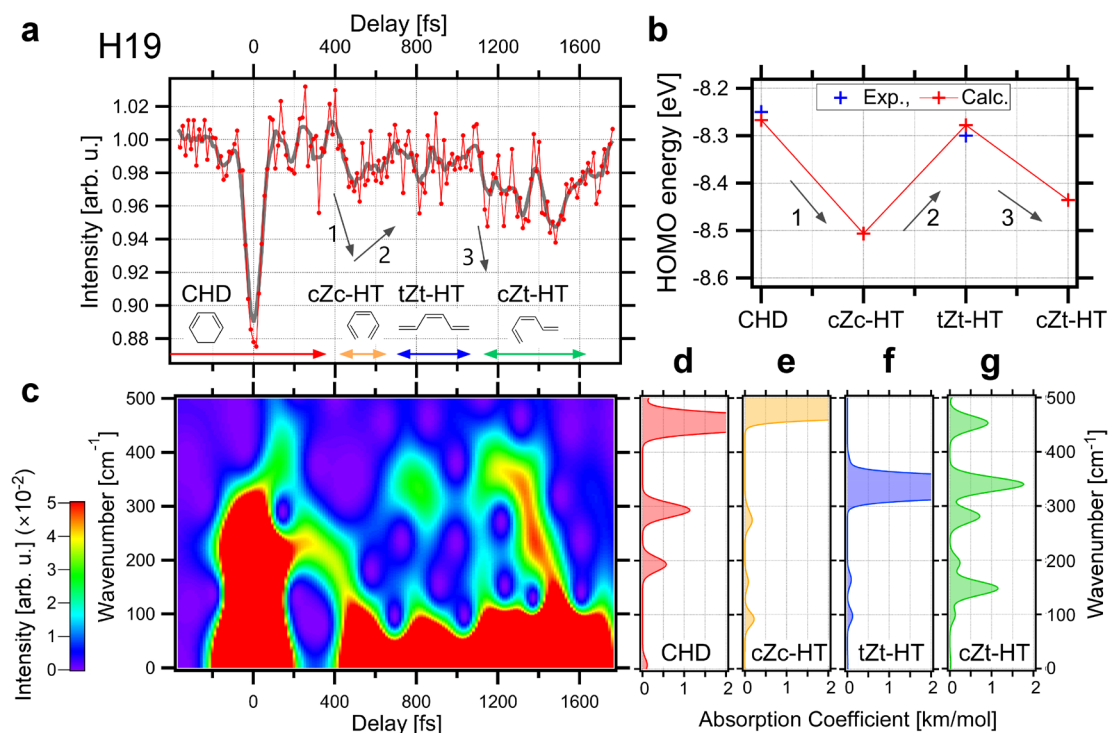 a
H19
Delay [fs]
0 400 800 1200 1600
Intensity [arb. u.]
1.02
1.00
0.98
0.96
0.94
0.92
0.90
0.88
1
2
3
CHD
cZc-HT
tZt-HT
cZt-HT
b
HOMO energy [eV]
-8.2
-8.3
-8.4
-8.5
-8.6
Exp., Calc.
1
2
3
CHD cZc-HT tZt-HT cZt-HT
c
Intensity [arb. u.] (×10⁻²)
5
4
3
2
1
0
Wavenumber [cm⁻¹]
500
400
300
200
100
0
0 400 800 1200 1600
Delay [fs]
d
CHD
0 1 2
e
cZc-HT
0 1 2
f
tZt-HT
0 1 2
g
cZt-HT
0 1 2
500
400
300
200
100
0
Wavenumber [cm⁻¹]
Absorption Coefficient [km/mol]